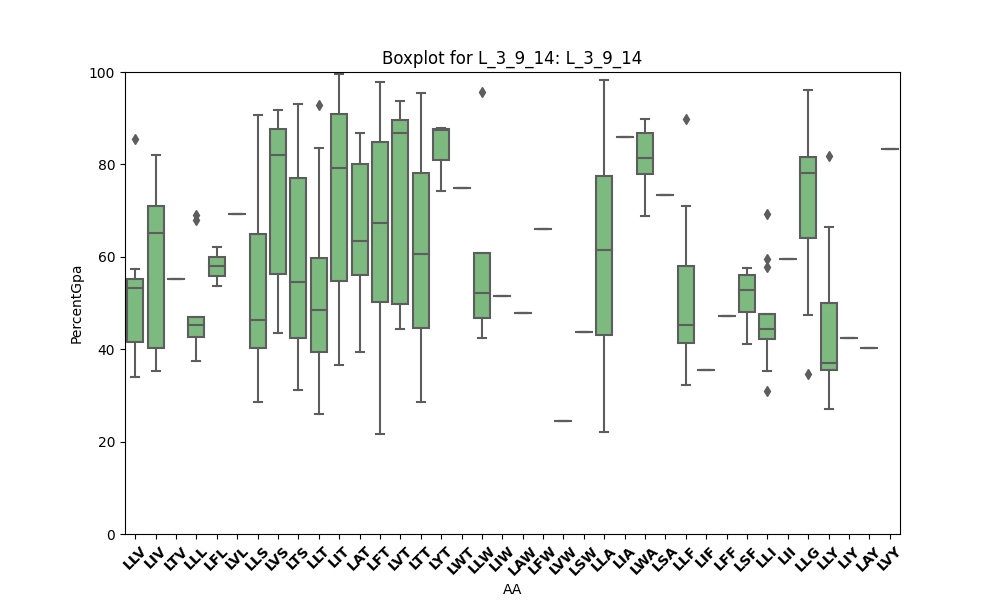 Boxplot for L_3_9_14: L_3_9_14
100
80
60
40
20
0
PercentGpa
LLV LIV LTV LLL LFL LVL LLS LVS LTS LLT LIT LAT LFT LVT LTT LYT LWT LLW LIW LAW LFW LVW LSW LLA LIA LWA LSA LLF LIF LFF LSF LLI LII LLG LLY LIY LAY LVY
AA